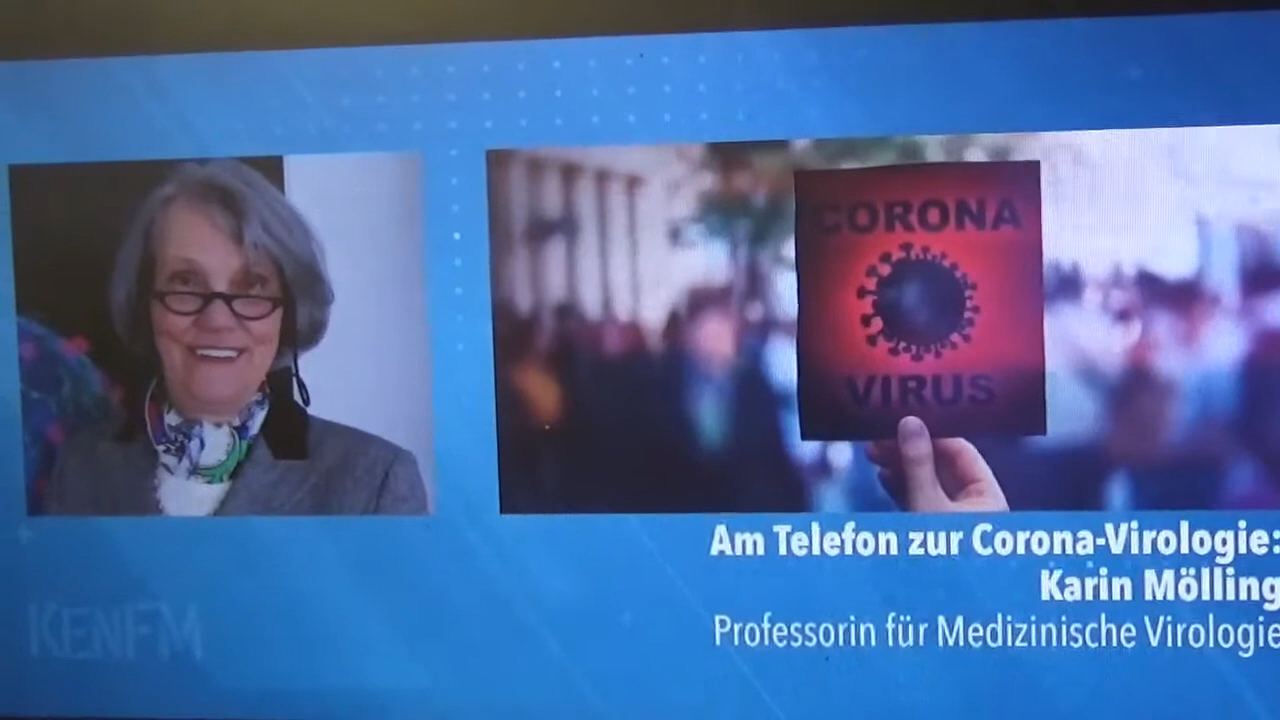 CORONA
VIRUS
Am Telefon zur Corona-Virologie:
Karin Mölling
Professorin für Medizinische Virologie
KENFM